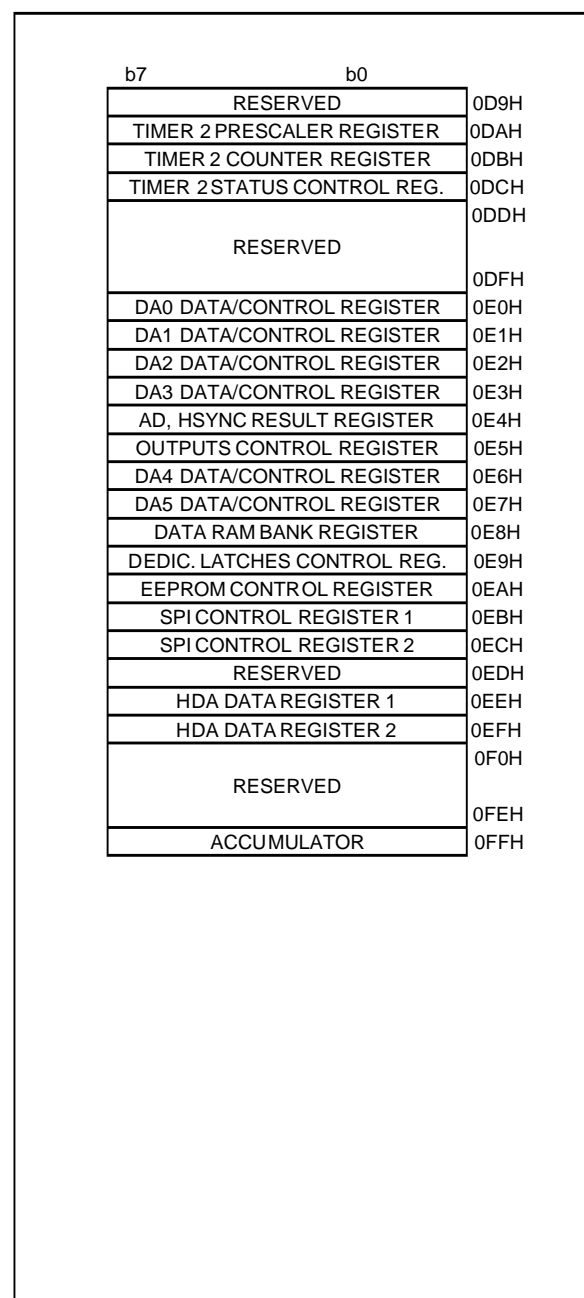 b7 b0
RESERVED 0D9H
TIMER 2 PRESCALER REGISTER 0DAH
TIMER 2 COUNTER REGISTER 0DBH
TIMER 2 STATUS CONTROL REG. 0DCH
0DDH
RESERVED
0DFH
DA0 DATA/CONTROL REGISTER 0E0H
DA1 DATA/CONTROL REGISTER 0E1H
DA2 DATA/CONTROL REGISTER 0E2H
DA3 DATA/CONTROL REGISTER 0E3H
AD, HSYNC RESULT REGISTER 0E4H
OUTPUTS CONTROL REGISTER 0E5H
DA4 DATA/CONTROL REGISTER 0E6H
DA5 DATA/CONTROL REGISTER 0E7H
DATA RAM BANK REGISTER 0E8H
DEDIC. LATCHES CONTROL REG. 0E9H
EEPROM CONTROL REGISTER 0EAH
SPI CONTROL REGISTER 1 0EBH
SPI CONTROL REGISTER 2 0ECH
RESERVED 0EDH
HDA DATA REGISTER 1 0EEH
HDA DATA REGISTER 2 0EFH
0F0H
RESERVED
0FEH
ACCUMULATOR 0FFH